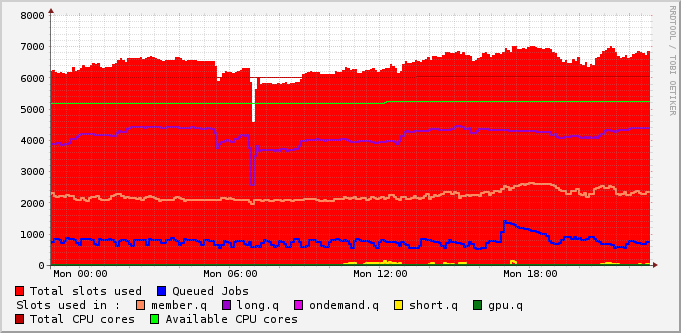 RRDTOOL / TOBI OETIKER
8000
7000
6000
5000
4000
3000
2000
1000
0
Mon 00:00 Mon 06:00 Mon 12:00 Mon 18:00
Total slots used Queued Jobs
Slots used in : member.q long.q ondemand.q short.q gpu.q
Total CPU cores Available CPU cores